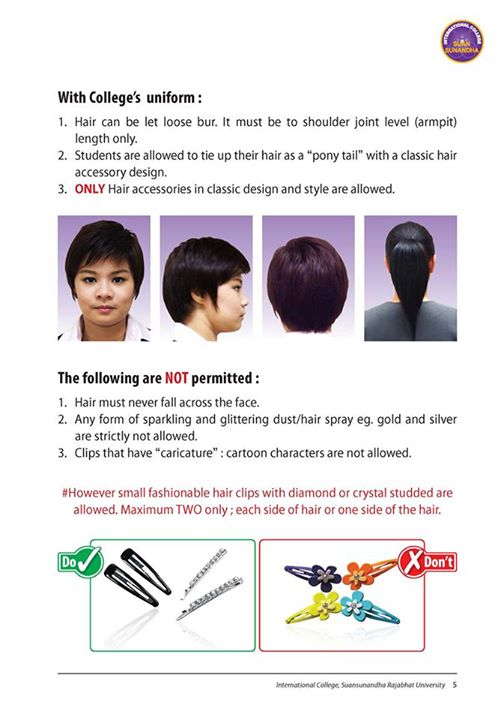 INTERNATIONAL COLLEGE
SUAN
SUNANDHA
With College's uniform :
1. Hair can be let loose bur. It must be to shoulder joint level (armpit)
length only.
2. Students are allowed to tie up their hair as a “pony tail” with a classic hair
accessory design.
3. ONLY Hair accessories in classic design and style are allowed.
The following are NOT permitted :
1. Hair must never fall across the face.
2. Any form of sparkling and glittering dust/hair spray eg. gold and silver
are strictly not allowed.
3. Clips that have “caricature” : cartoon characters are not allowed.
#However small fashionable hair clips with diamond or crystal studded are
allowed. Maximum TWO only ; each side of hair or one side of the hair.
Do
Don't
International College, Suansunandha Rajabhat University 5